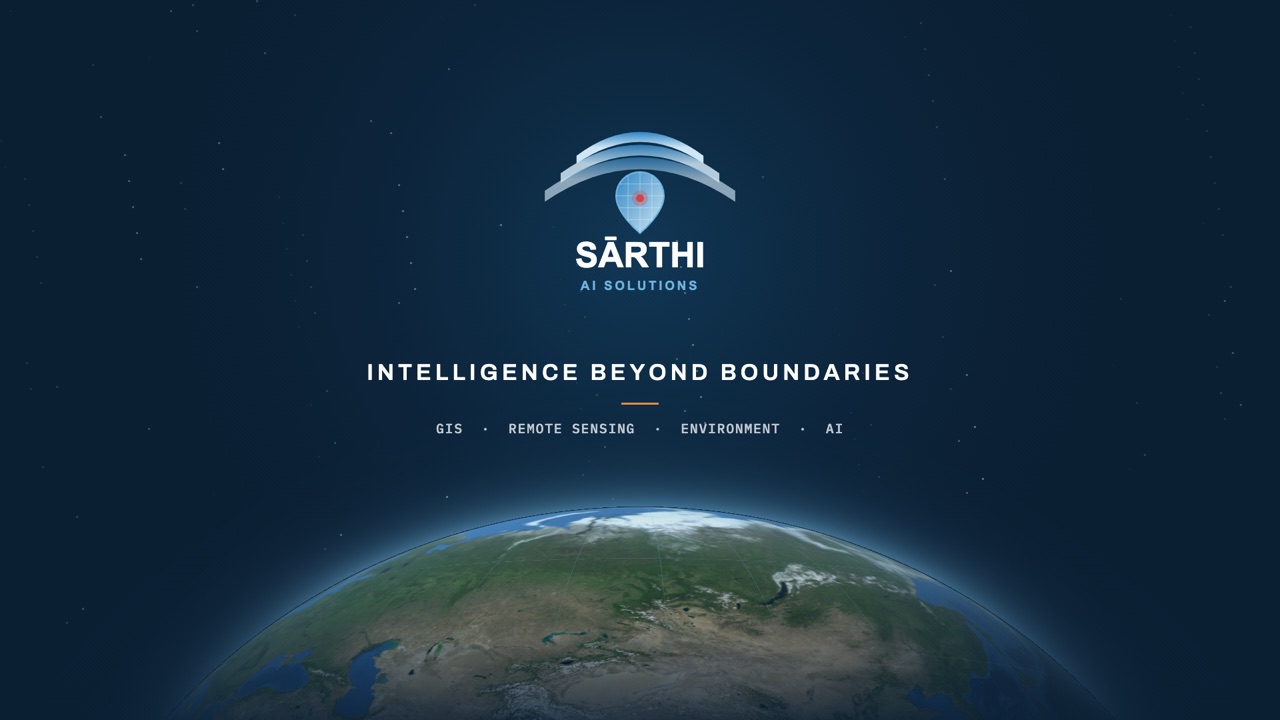 SĀRTHI
AI SOLUTIONS
INTELLIGENCE BEYOND BOUNDARIES
GIS · REMOTE SENSING · ENVIRONMENT · AI